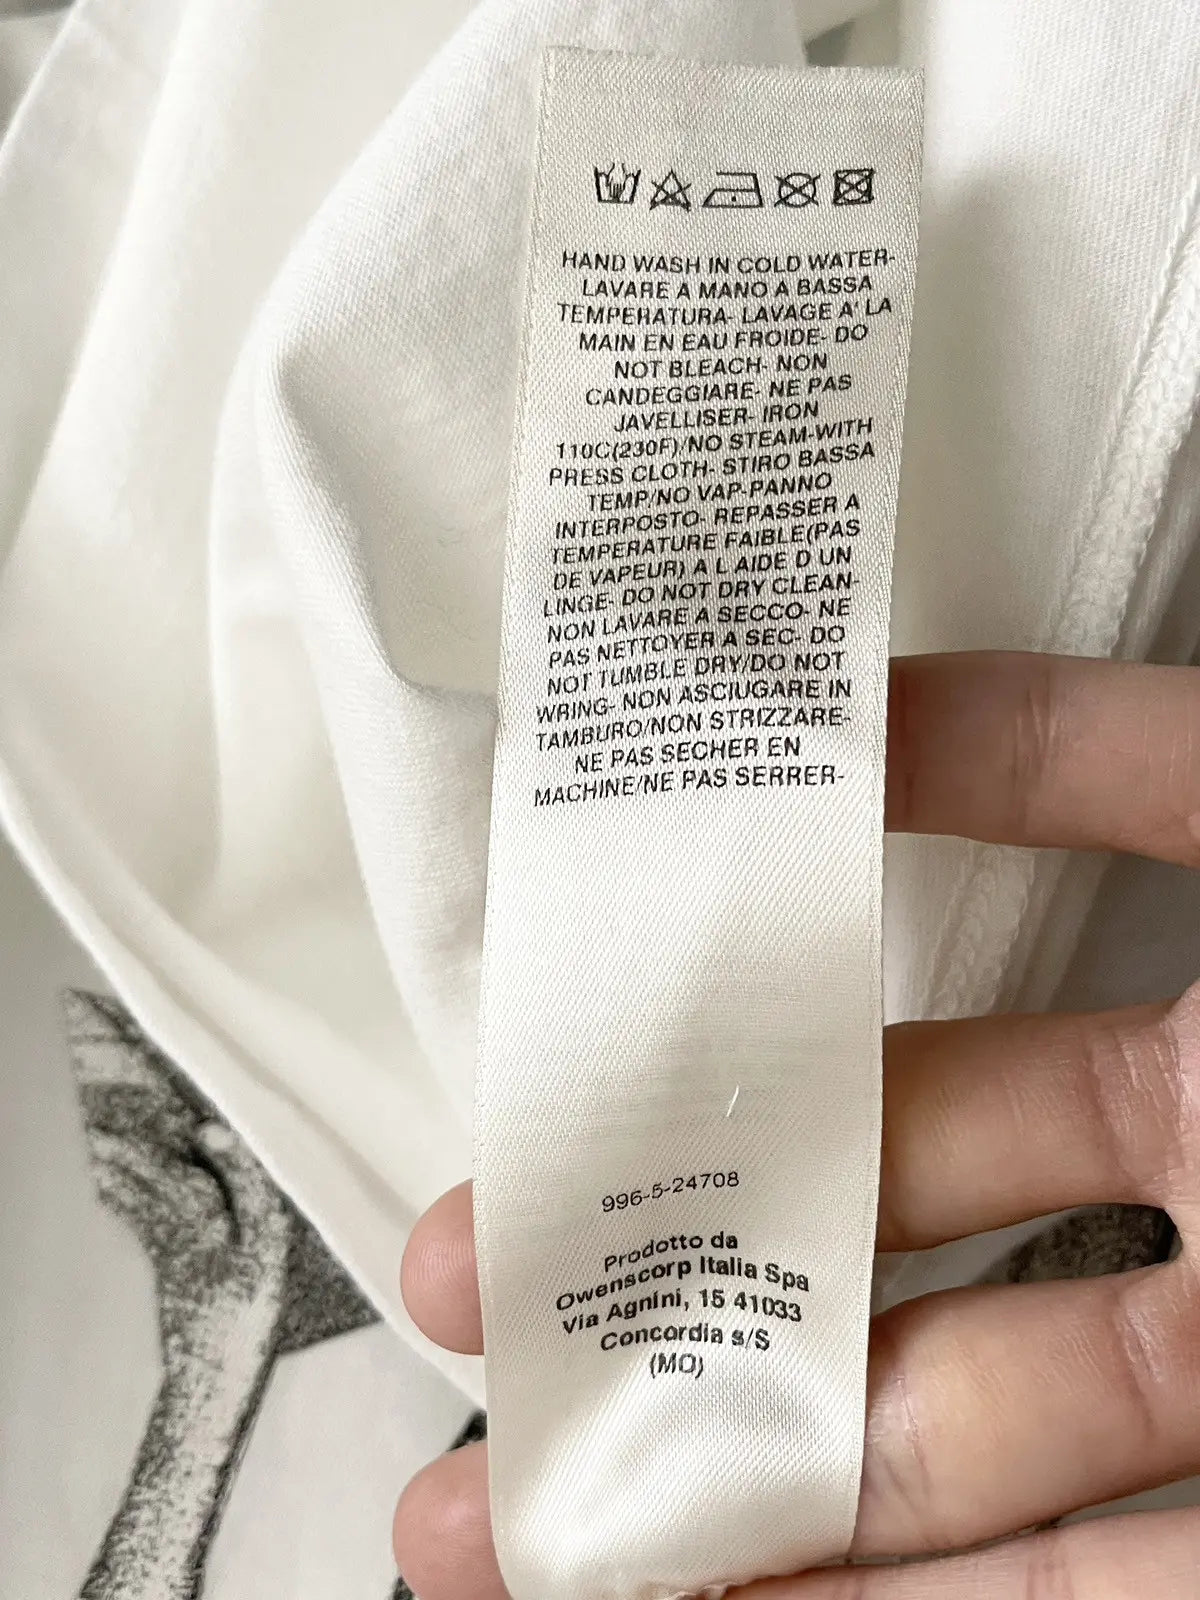 HAND WASH IN COLD WATER-
LAVARE A MANO A BASSA
TEMPERATURA- LAVAGE A' LA
MAIN EN EAU FROIDE- DO
NOT BLEACH- NON
CANDEGGIARE- NE PAS
JAVELLISER- IRON
110C(230F)/NO STEAM-WITH
PRESS CLOTH- STIRO BASSA
TEMP/NO VAP-PANNO
INTERPOSTO- REPASSER A
TEMPERATURE FAIBLE(PAS
DE VAPEUR) A L AIDE D UN
LINGE- DO NOT DRY CLEAN-
NON LAVARE A SECCO- NE
PAS NETTOYER A SEC- DO
NOT TUMBLE DRY/DO NOT
WRING- NON ASCIUGARE IN
TAMBURO/NON STRIZZARE-
NE PAS SECHER EN
MACHINE/NE PAS SERRER-
996-5-24708
Prodotto da
Owenscorp Italia Spa
Via Agnini, 15 41033
Concordia s/S
(MO)